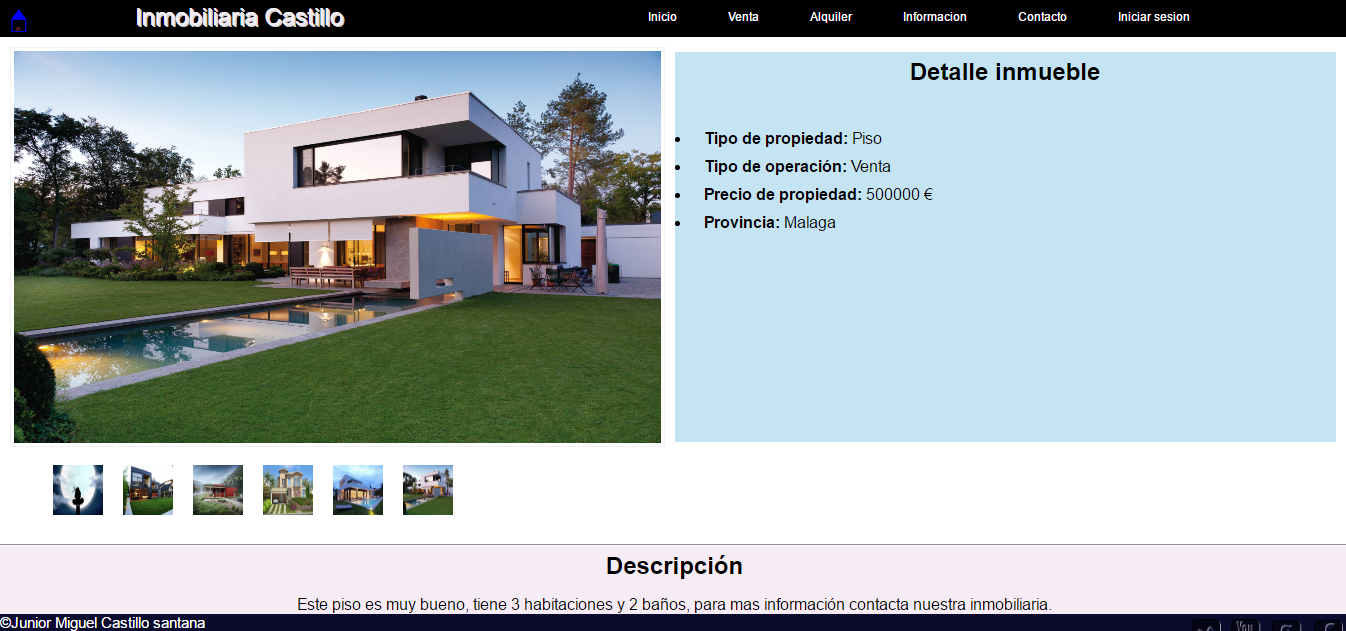 Inmobiliaria Castillo
Inicio Venta Alquiler Informacion Contacto Iniciar sesion
Detalle inmueble
Tipo de propiedad: Piso
Tipo de operación: Venta
Precio de propiedad: 500000 €
Provincia: Malaga
Descripción
Este piso es muy bueno, tiene 3 habitaciones y 2 baños, para mas información contacta nuestra inmobiliaria.
©Junior Miguel Castillo santana
You